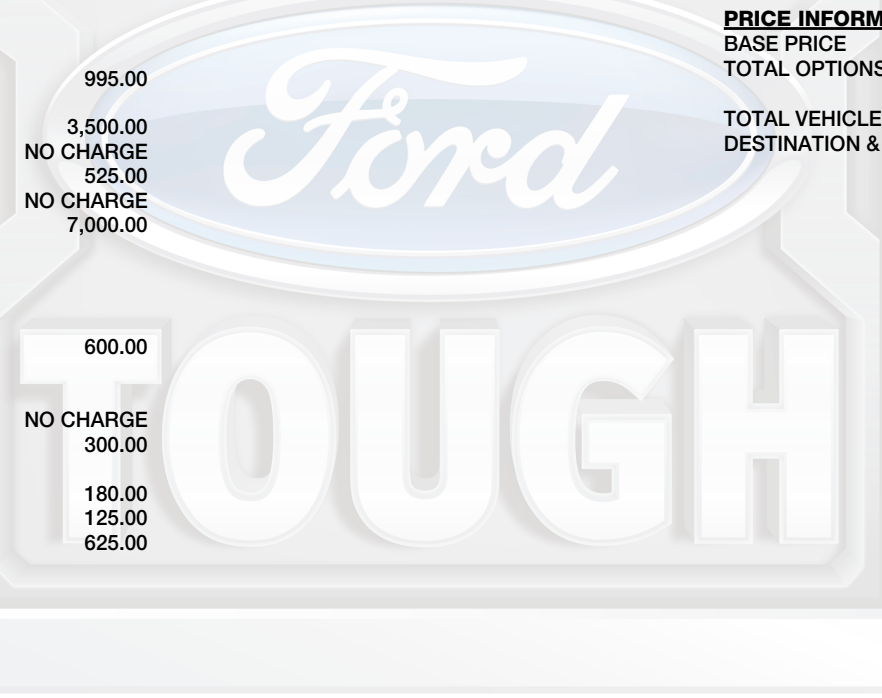 PRICE INFORM
BASE PRICE
TOTAL OPTIONS
TOTAL VEHICLE
DESTINATION &
995.00
3,500.00
NO CHARGE
525.00
NO CHARGE
7,000.00
600.00
NO CHARGE
300.00
180.00
125.00
625.00
Ford
TOUGH